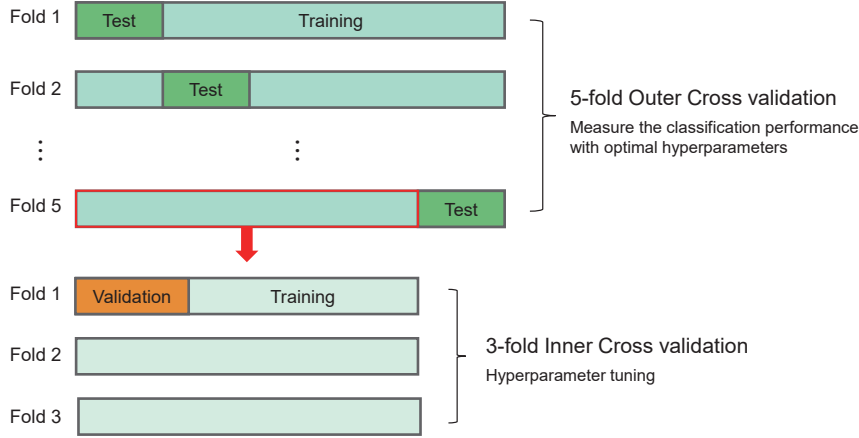 Fold 1
Test
Training
Fold 2
Test
5-fold Outer Cross validation
Measure the classification performance
with optimal hyperparameters
⋮
⋮
Fold 5
Test
Fold 1
Validation
Training
Fold 2
3-fold Inner Cross validation
Hyperparameter tuning
Fold 3